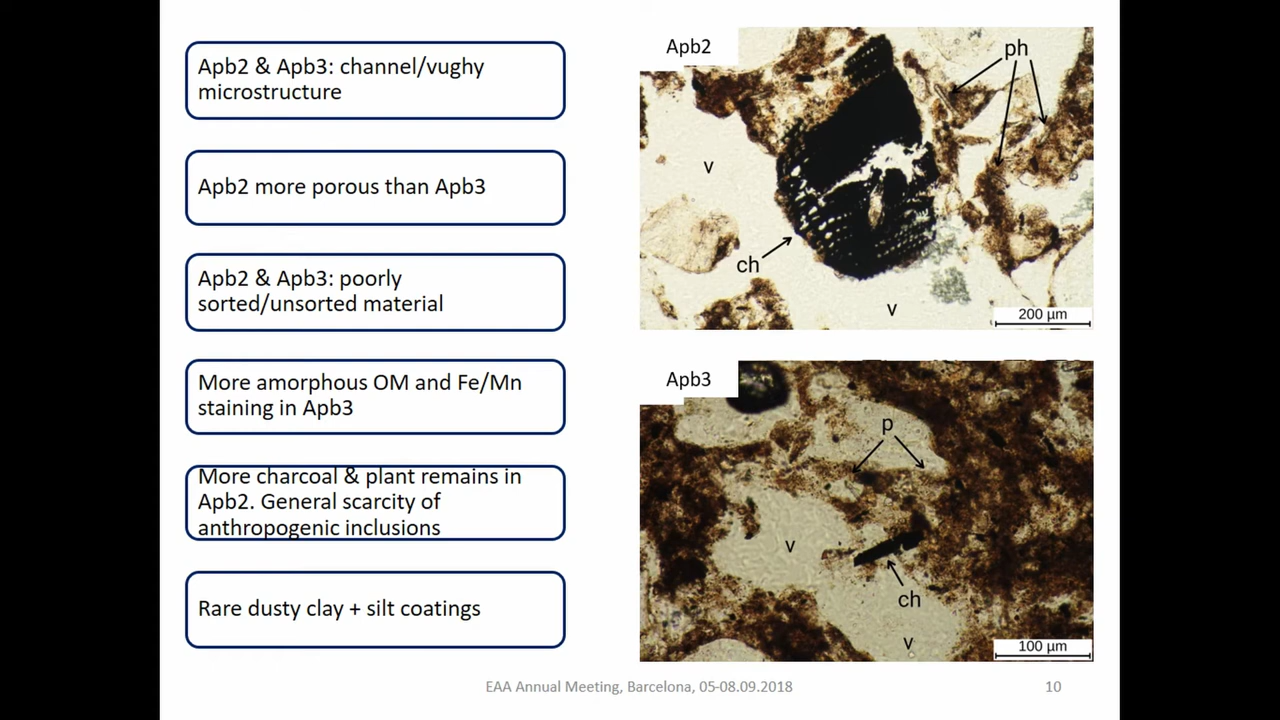 Apb2 & Apb3: channel/vughy
microstructure
Apb2 more porous than Apb3
Apb2 & Apb3: poorly
sorted/unsorted material
More amorphous OM and Fe/Mn
staining in Apb3
More charcoal & plant remains in
Apb2. General scarcity of
anthropogenic inclusions
Rare dusty clay + silt coatings
Apb2
ph
v
ch
v
200 µm
Apb3
p
v
ch
v
100 µm
EAA Annual Meeting, Barcelona, 05-08.09.2018
10